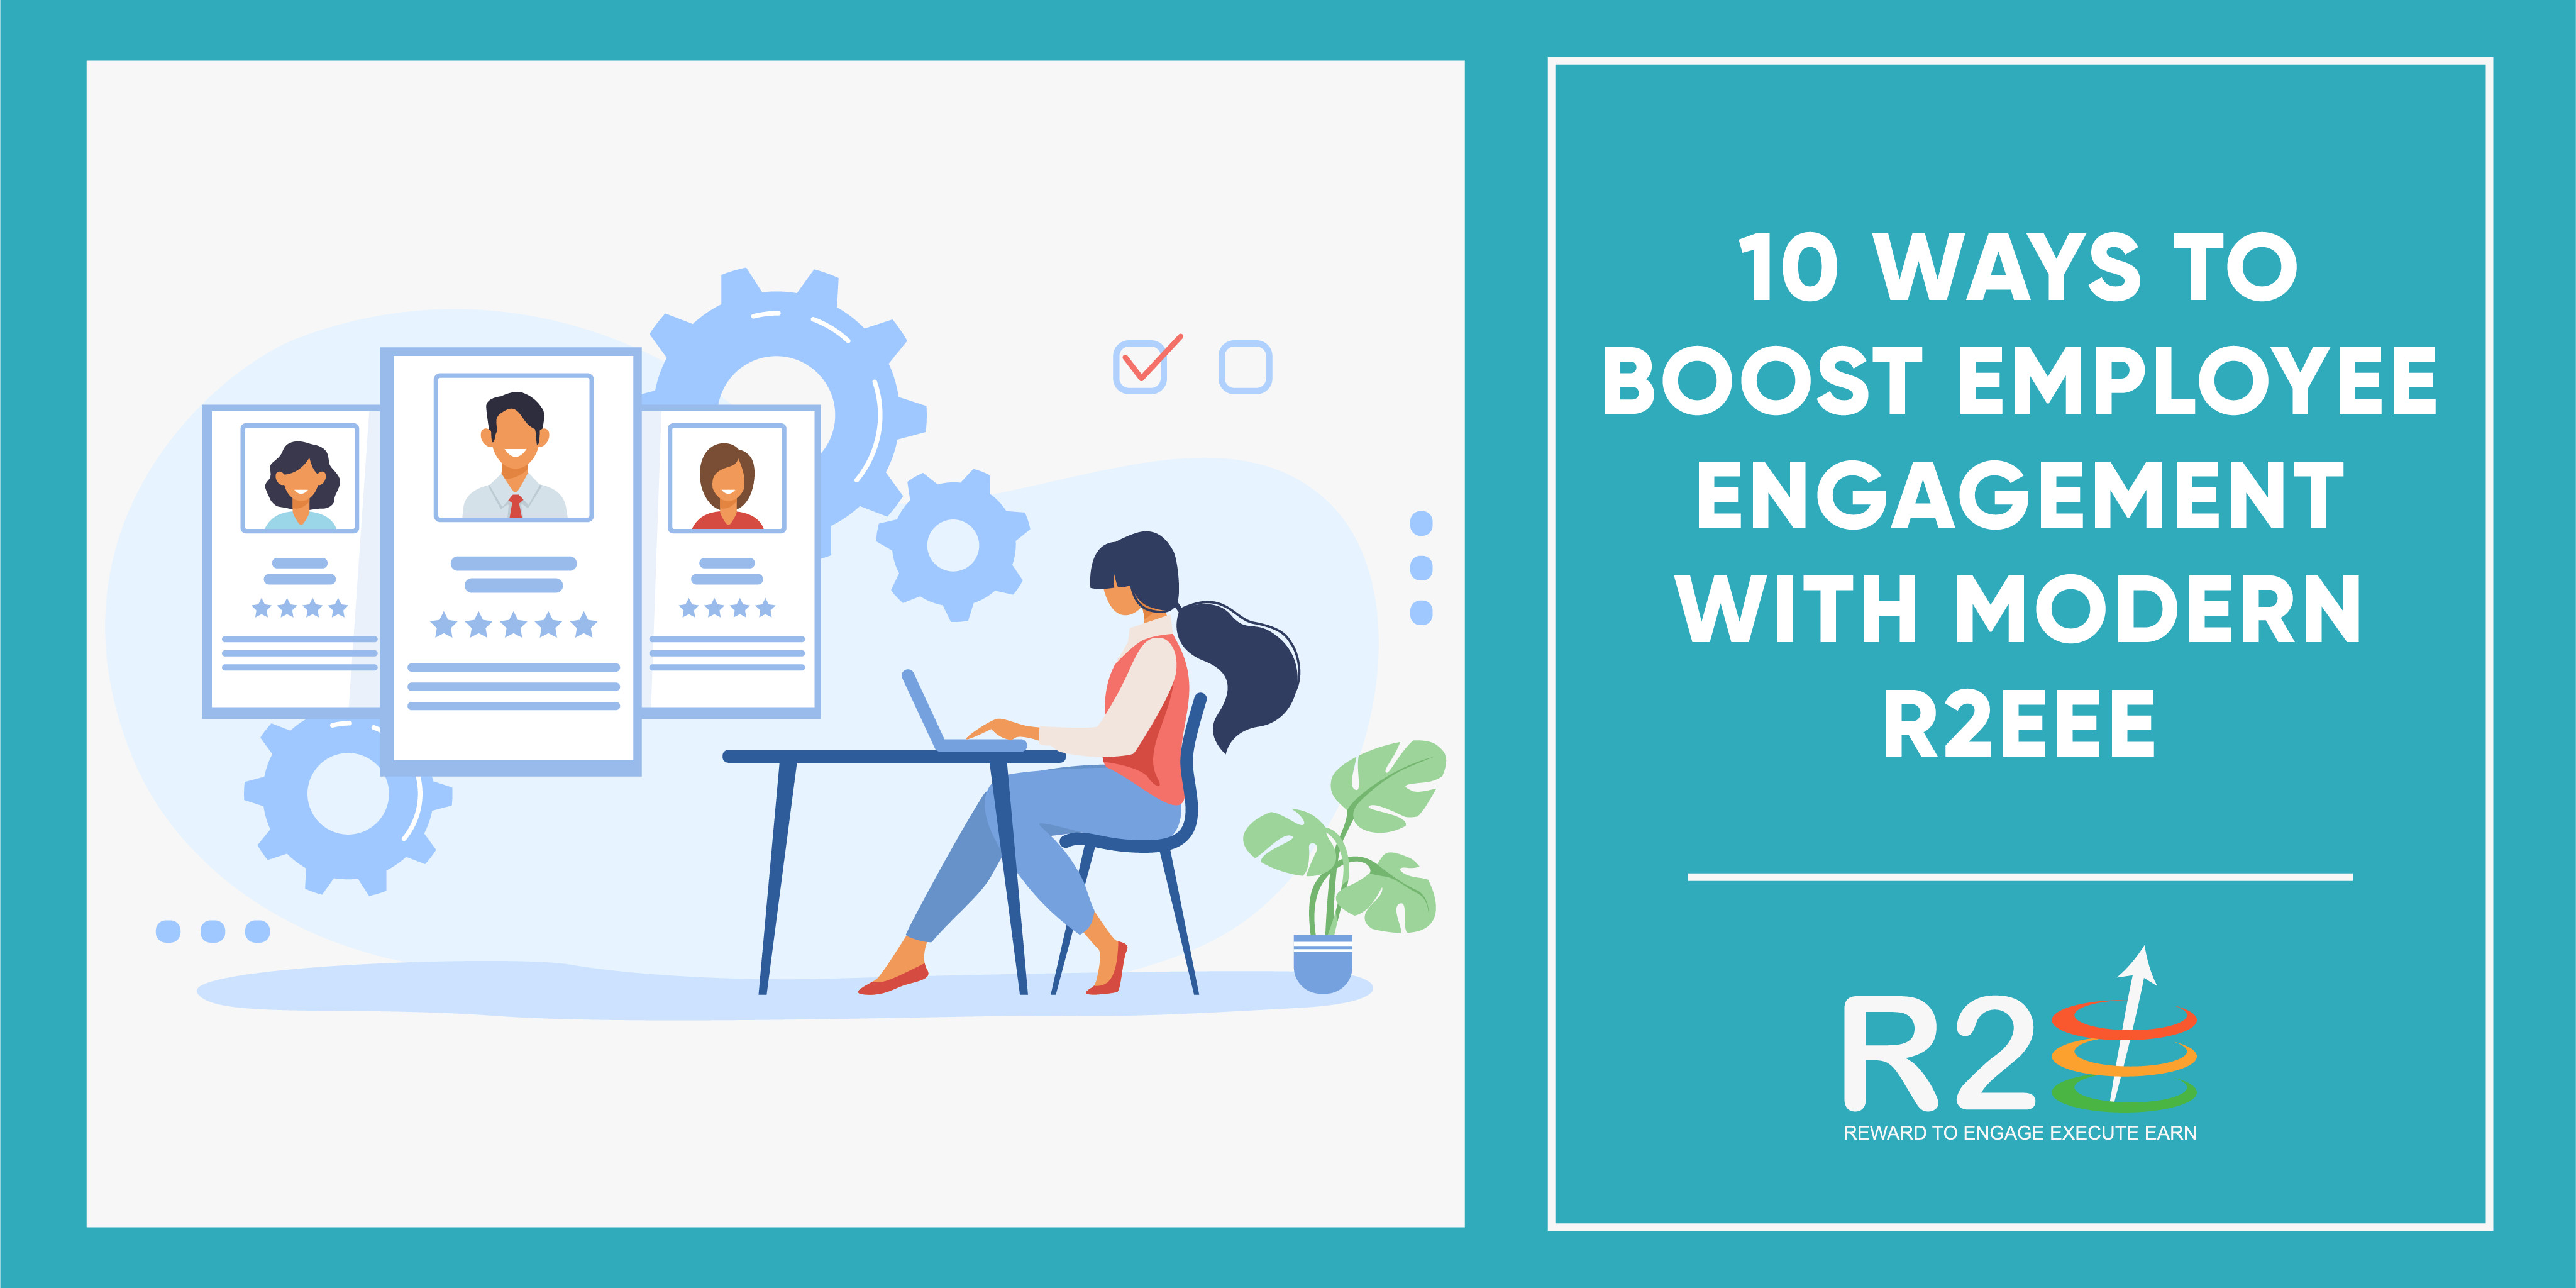 10 WAYS TO
BOOST EMPLOYEE
ENGAGEMENT
WITH MODERN
R2EEE
R2
REWARD TO ENGAGE EXECUTE EARN